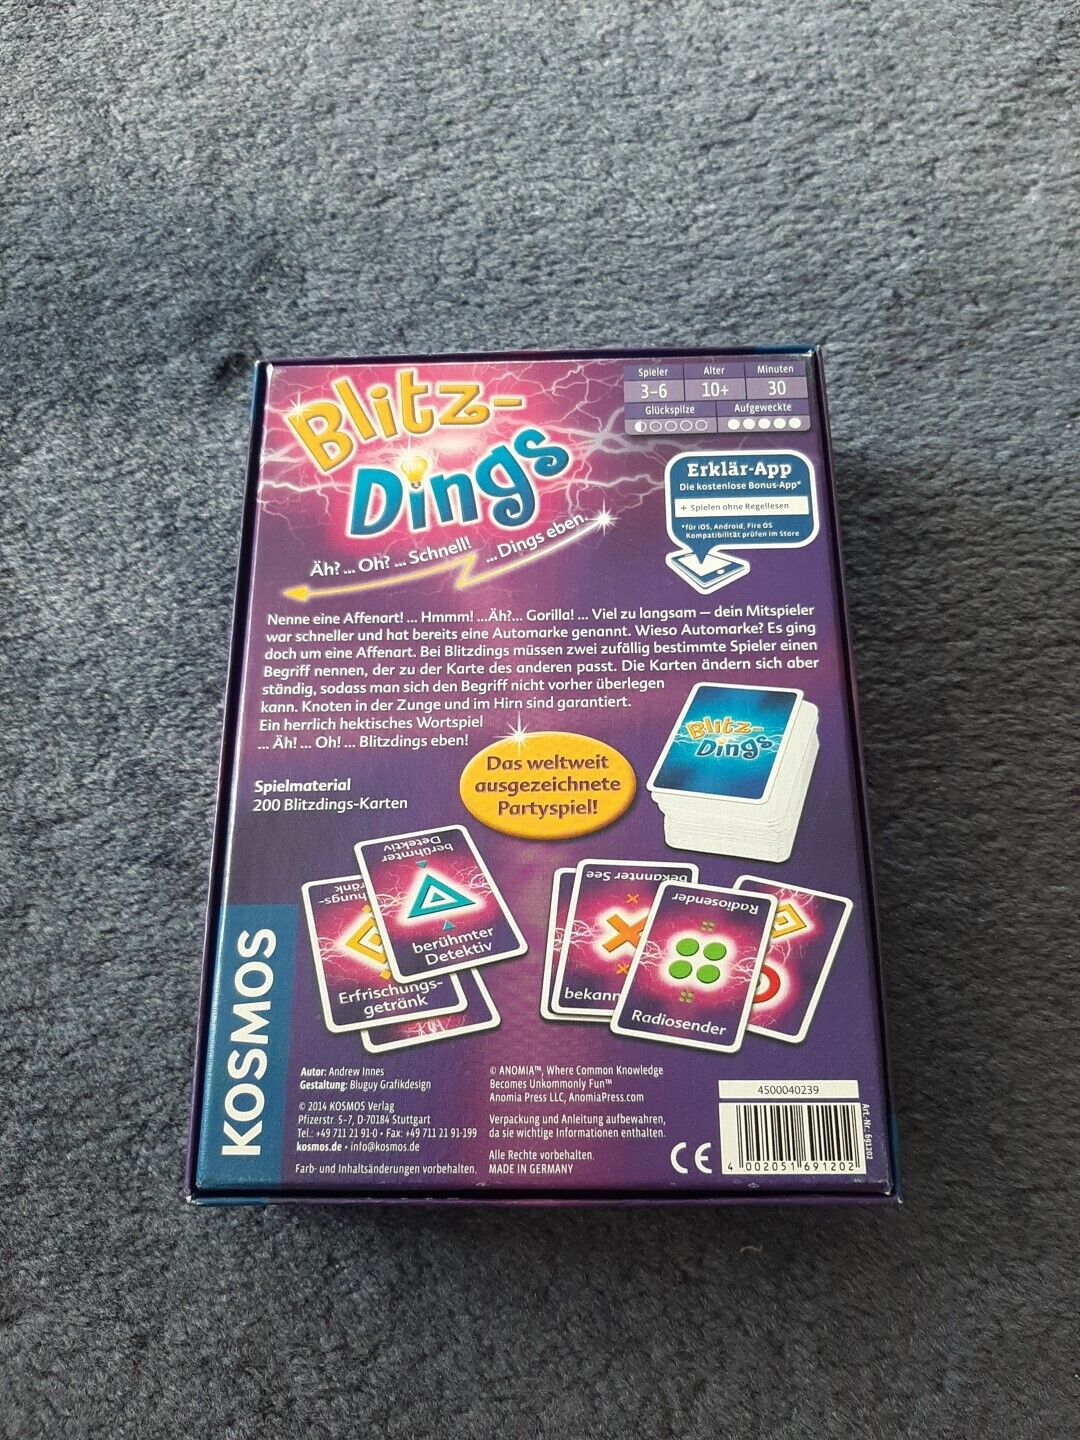 Blitz-
Dings
Äh? ... Oh? ... Schnell! ... Dings eben.
Spieler Alter Minuten
3–6 10+ 30
Glückspilze Aufgeweckte
Erklär-App
Die kostenlose Bonus-App*
+ Spielen ohne Regellesen
*für iOS, Android, Fire OS
Kompatibilität prüfen im Store
Nenne eine Affenart! ... Hmmm! ...Äh?... Gorilla! ... Viel zu langsam – dein Mitspieler
war schneller und hat bereits eine Automarke genannt. Wieso Automarke? Es ging
doch um eine Affenart. Bei Blitzdings müssen zwei zufällig bestimmte Spieler einen
Begriff nennen, der zu der Karte des anderen passt. Die Karten ändern sich aber
ständig, sodass man sich den Begriff nicht vorher überlegen
kann. Knoten in der Zunge und im Hirn sind garantiert.
Ein herrlich hektisches Wortspiel
... Äh! ... Oh! ... Blitzdings eben!
Blitz-
Dings
Das weltweit
ausgezeichnete
Partyspiel!
Spielmaterial
200 Blitzdings-Karten
berühmter
Detektiv
berühmter
Detektiv
hungs-
ränk
Erfrischungs-
getränk
bekannter See
bekann
Radiosender
Radiosender
KOSMOS
Autor: Andrew Innes
Gestaltung: Bluguy Grafikdesign
© 2014 KOSMOS Verlag
Pfizerstr. 5–7, D-70184 Stuttgart
Tel.: +49 711 21 91-0 • Fax: +49 711 21 91-199
kosmos.de • info@kosmos.de
Farb- und Inhaltsänderungen vorbehalten.
© ANOMIA™, Where Common Knowledge
Becomes Unkommonly Fun™
Anomia Press LLC, AnomiaPress.com
Verpackung und Anleitung aufbewahren,
da sie wichtige Informationen enthalten.
Alle Rechte vorbehalten.
MADE IN GERMANY
CE
4500040239
4 002051 691202
Art.-Nr.: 691202